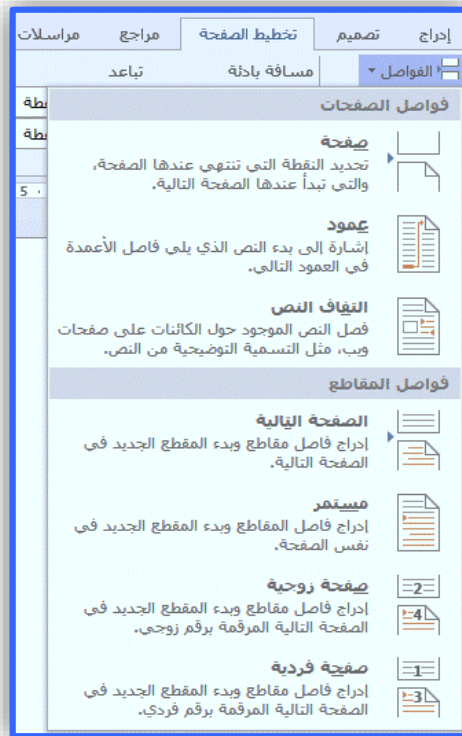 إدراج تصميم تخطيط الصفحة مراجع مراسلات
الفواصل مسافة بادئة تباعد
فواصل الصفحات
صفحة
تحديد النقطة التي تنتهي عندها الصفحة،
والتي تبدأ عندها الصفحة التالية.
عمود
إشارة إلى بدء النص الذي يلي فاصل الأعمدة
في العمود التالي.
التفاف النص
فصل النص الموجود حول الكائنات على صفحات
ويب، مثل التسمية التوضيحية من النص.
فواصل المقاطع
الصفحة التالية
إدراج فاصل مقاطع وبدء المقطع الجديد في
الصفحة التالية.
مستمر
إدراج فاصل المقاطع وبدء المقطع الجديد في
نفس الصفحة.
صفحة زوجية
=2=
إدراج فاصل مقاطع وبدء المقطع الجديد في
4
الصفحة التالية المرقمة برقم زوجي.
صفحة فردية
=1=
إدراج فاصل مقاطع وبدء المقطع الجديد في
3
الصفحة التالية المرقمة برقم فردي.
5